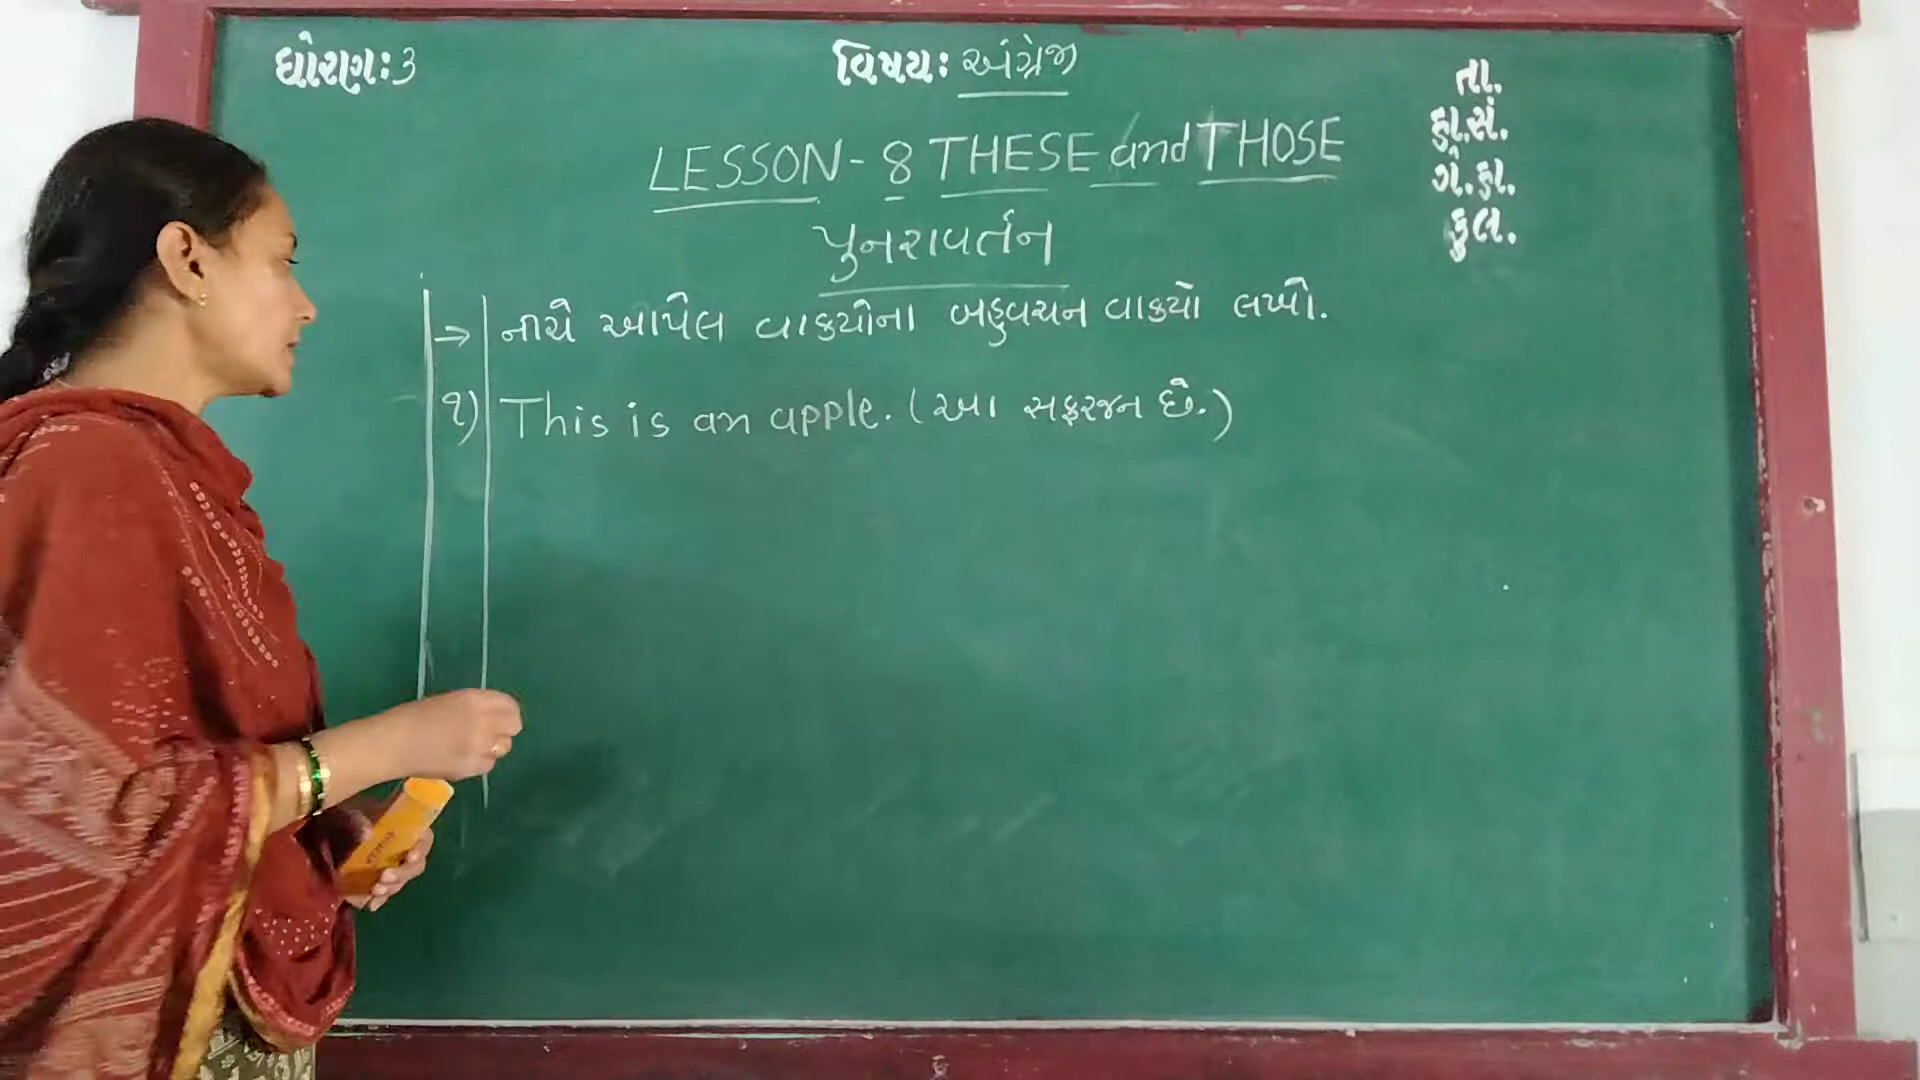 ધોરણ: ૩
વિષય: અંગ્રેજી
તા.
હા.સં.
ગે.હા.
કુલ.
LESSON - 8 THESE and THOSE
પુનરાવર્તન
→ નીચે આપેલ વાક્યોના બહુવચન વાક્યો લખો.
૧) This is an apple. (આ સફરજન છે.)